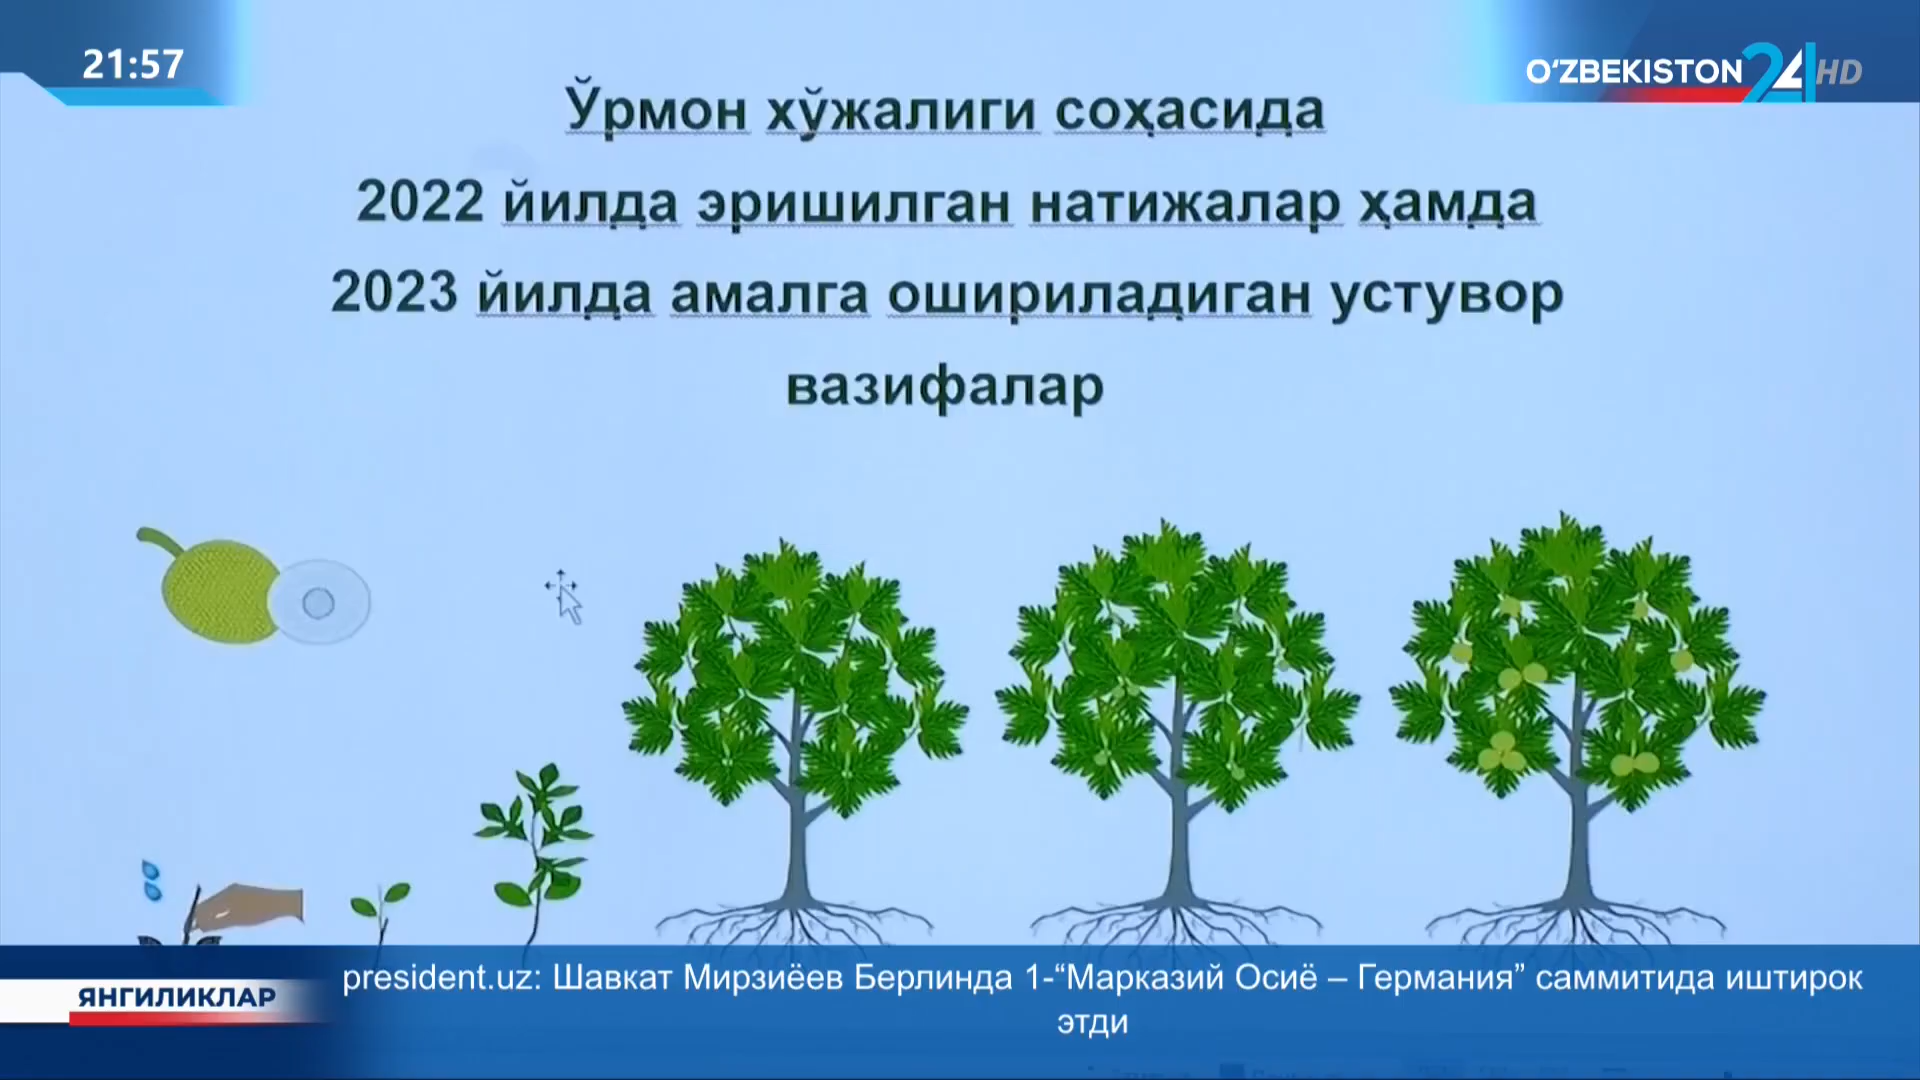 21:57
O‘ZBEKISTON 24 HD
Ўрмон хўжалиги соҳасида
2022 йилда эришилган натижалар ҳамда
2023 йилда амалга ошириладиган устувор
вазифалар
ЯНГИЛИКЛАР
president.uz: Шавкат Мирзиёев Берлинда 1-“Марказий Осиё – Германия” саммитида иштирок
этди